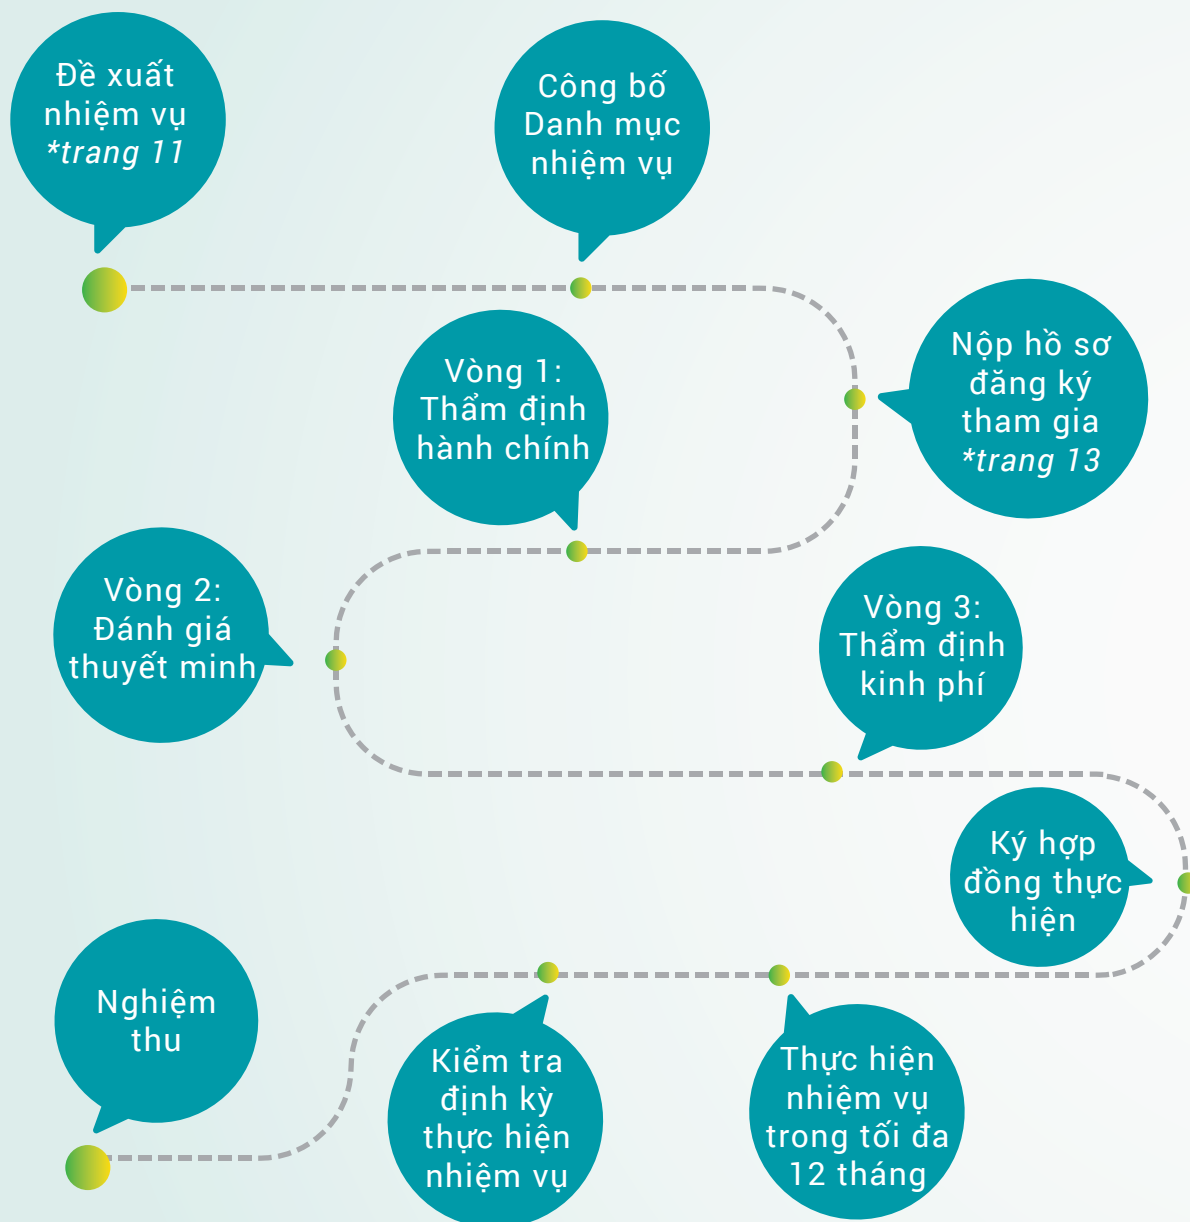 Đề xuất
nhiệm vụ
*trang 11
Công bố
Danh mục
nhiệm vụ
Nộp hồ sơ
đăng ký
tham gia
*trang 13
Vòng 1:
Thẩm định
hành chính
Vòng 2:
Đánh giá
thuyết minh
Vòng 3:
Thẩm định
kinh phí
Ký hợp
đồng thực
hiện
Thực hiện
nhiệm vụ
trong tối đa
12 tháng
Kiểm tra
định kỳ
thực hiện
nhiệm vụ
Nghiệm
thu